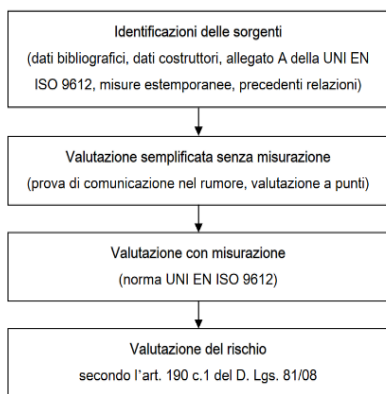 Identificazioni delle sorgenti
(dati bibliografici, dati costruttori, allegato A della UNI EN
ISO 9612, misure estemporanee, precedenti relazioni)
Valutazione semplificata senza misurazione
(prova di comunicazione nel rumore, valutazione a punti)
Valutazione con misurazione
(norma UNI EN ISO 9612)
Valutazione del rischio
secondo l'art. 190 c.1 del D. Lgs. 81/08